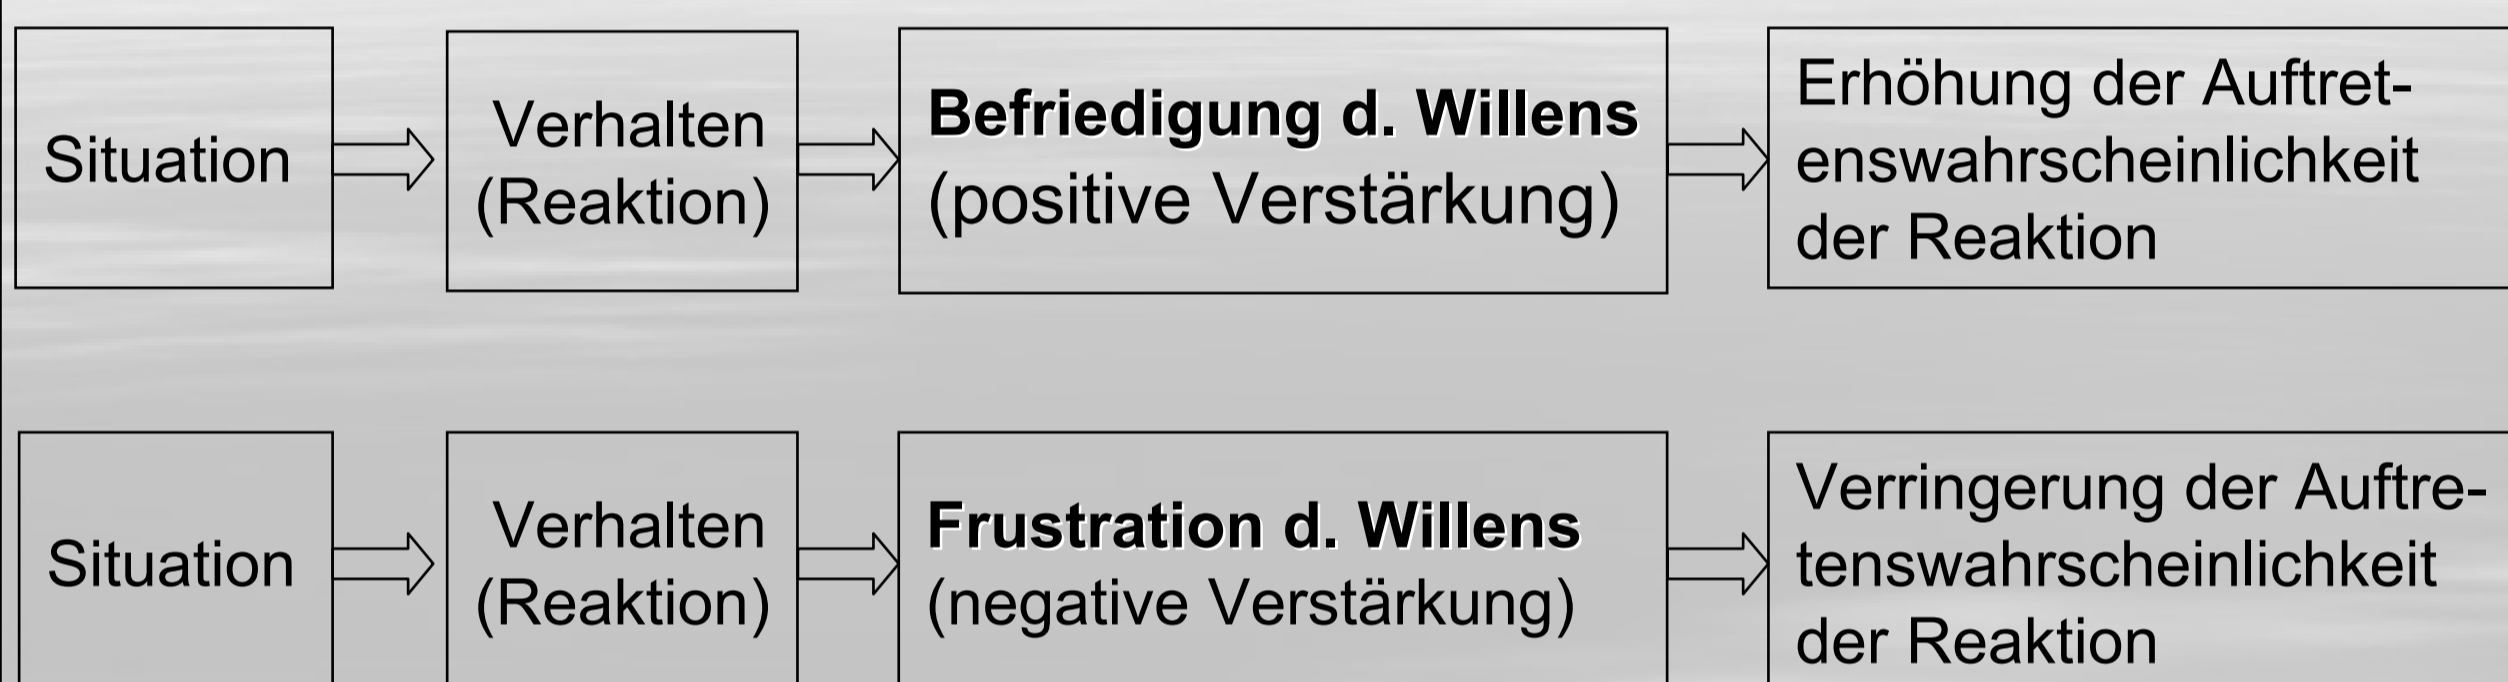 Situation
Verhalten
(Reaktion)
Befriedigung d. Willens
(positive Verstärkung)
Erhöhung der Auftret-
enswahrscheinlichkeit
der Reaktion
Situation
Verhalten
(Reaktion)
Frustration d. Willens
(negative Verstärkung)
Verringerung der Auftre-
tenswahrscheinlichkeit
der Reaktion